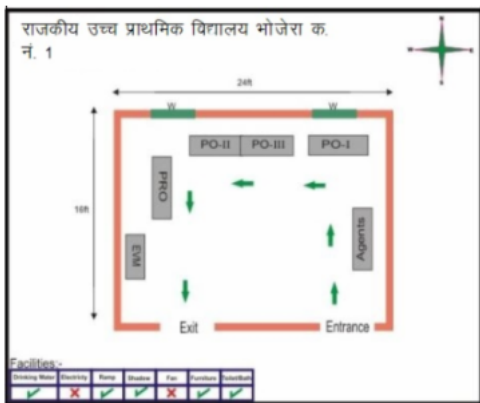 राजकीय उच्च प्राथमिक विद्यालय भोजेरा क.
नं. 1
24ft
W W
PO-II PO-III PO-I
PRO
16ft
Agents
EVM
Exit Entrance
Facilities:-
Drinking Water Electricity Ramp Shadow Fan Furniture Toilet/Bath